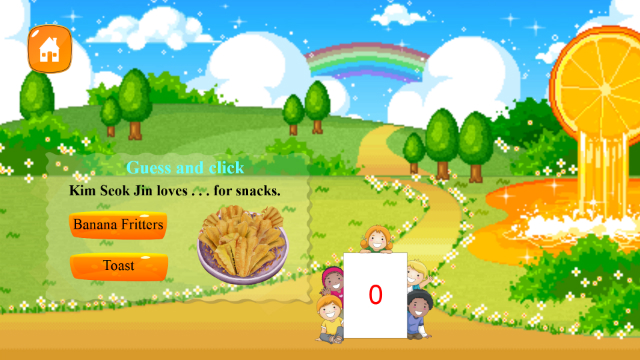 Guess and click
Kim Seok Jin loves . . . for snacks.
Banana Fritters
Toast
0